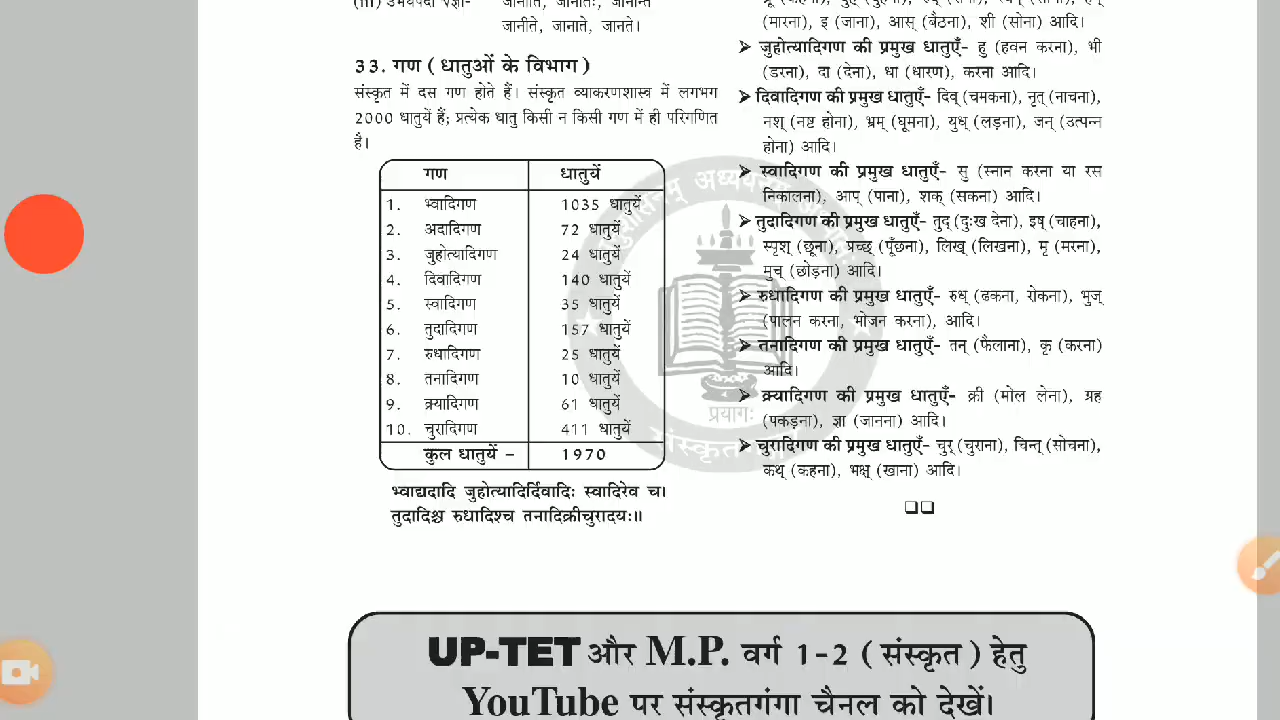 (iii) उभयपदी √ज्ञा- जानाति, जानीतः, जानन्ति
जानीते, जानाते, जानते।
33. गण ( धातुओं के विभाग )
संस्कृत में दस गण होते हैं। संस्कृत व्याकरणशास्त्र में लगभग
2000 धातुयें हैं; प्रत्येक धातु किसी न किसी गण में ही परिगणित
है।
गण धातुयें
1. भ्वादिगण 1035 धातुयें
2. अदादिगण 72 धातुयें
3. जुहोत्यादिगण 24 धातुयें
4. दिवादिगण 140 धातुयें
5. स्वादिगण 35 धातुयें
6. तुदादिगण 157 धातुयें
7. रुधादिगण 25 धातुयें
8. तनादिगण 10 धातुयें
9. क्र्यादिगण 61 धातुयें
10. चुरादिगण 411 धातुयें
कुल धातुयें – 1970
भ्वाद्यदादि जुहोत्यादिर्दिवादिः स्वादिरेव च।
तुदादिश्च रुधादिश्च तनादिक्रीचुरादयः॥
(मारना), इ (जाना), आस् (बैठना), शी (सोना) आदि।
➤ जुहोत्यादिगण की प्रमुख धातुएँ- हु (हवन करना), भी
(डरना), दा (देना), धा (धारण), करना आदि।
➤ दिवादिगण की प्रमुख धातुएँ- दिव् (चमकना), नृत् (नाचना),
नश् (नष्ट होना), भ्रम् (घूमना), युध् (लड़ना), जन् (उत्पन्न
होना) आदि।
➤ स्वादिगण की प्रमुख धातुएँ- सु (स्नान करना या रस
निकालना), आप् (पाना), शक् (सकना) आदि।
➤ तुदादिगण की प्रमुख धातुएँ- तुद् (दुःख देना), इष् (चाहना),
स्पृश् (छूना), प्रच्छ् (पूँछना), लिख् (लिखना), मृ (मरना),
मुच् (छोड़ना) आदि।
➤ रुधादिगण की प्रमुख धातुएँ- रुध् (ढकना, रोकना), भुज्
(पालन करना, भोजन करना), आदि।
➤ तनादिगण की प्रमुख धातुएँ- तन् (फैलाना), कृ (करना)
आदि।
➤ क्र्यादिगण की प्रमुख धातुएँ- क्री (मोल लेना), ग्रह
(पकड़ना), ज्ञा (जानना) आदि।
➤ चुरादिगण की प्रमुख धातुएँ- चुर् (चुराना), चिन्त् (सोचना),
कथ् (कहना), भक्ष् (खाना) आदि।
प्रयागः
संस्कृतगंगा
UP-TET और M.P. वर्ग 1-2 ( संस्कृत ) हेतु
YouTube पर संस्कृतगंगा चैनल को देखें।